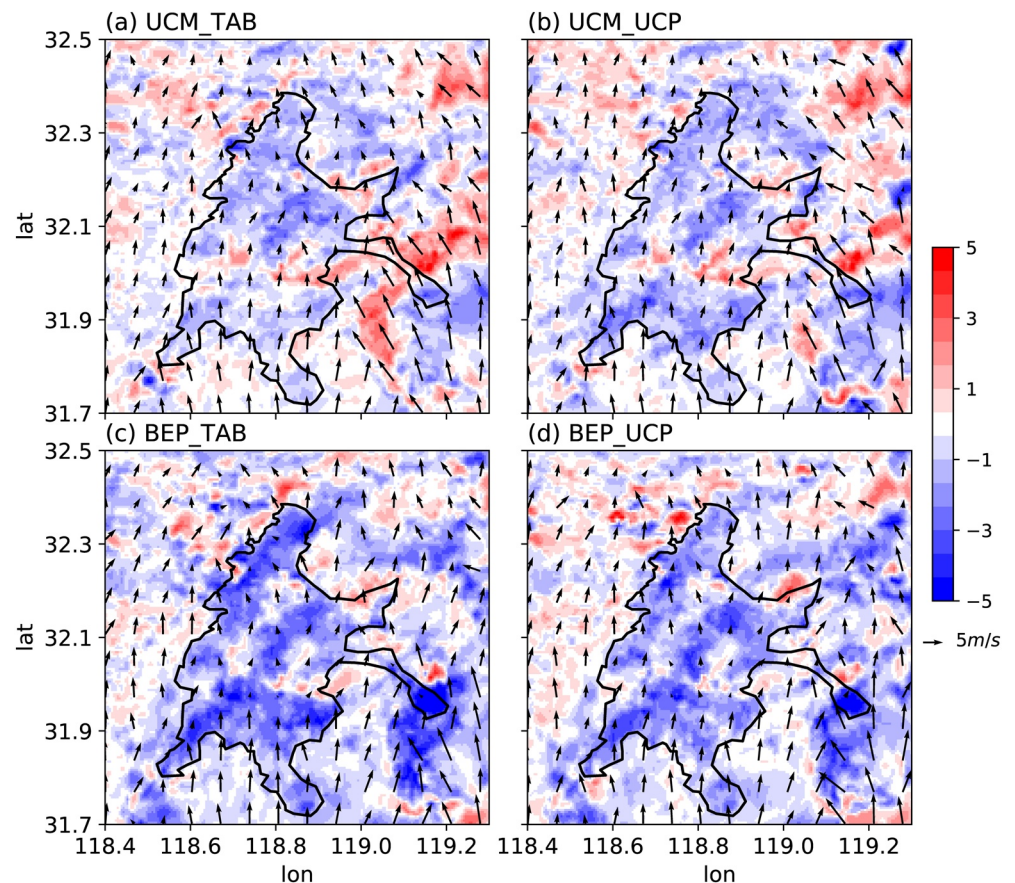 (a) UCM_TAB
(b) UCM_UCP
32.5
32.3
32.1
31.9
31.7
lat
(c) BEP_TAB
(d) BEP_UCP
32.5
32.3
32.1
31.9
31.7
lat
118.4 118.6 118.8 119.0 119.2
118.4 118.6 118.8 119.0 119.2
lon
lon
5
3
1
−1
−3
−5
5m/s